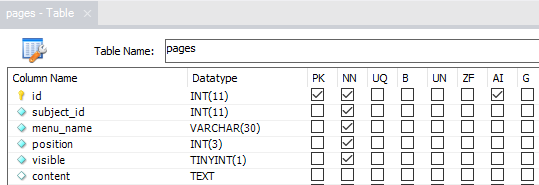 pages - Table
Table Name: pages
Column Name Datatype PK NN UQ B UN ZF AI G
id INT(11)
subject_id INT(11)
menu_name VARCHAR(30)
position INT(3)
visible TINYINT(1)
content TEXT